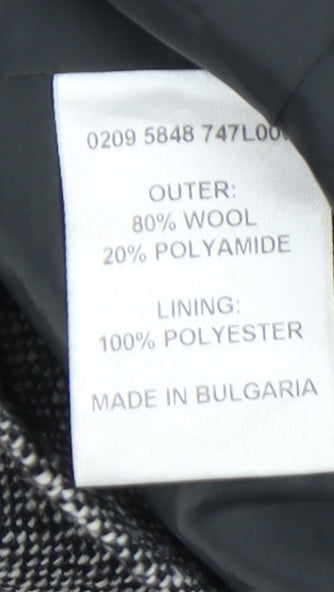 0209 5848 747L00
OUTER:
80% WOOL
20% POLYAMIDE
LINING:
100% POLYESTER
MADE IN BULGARIA